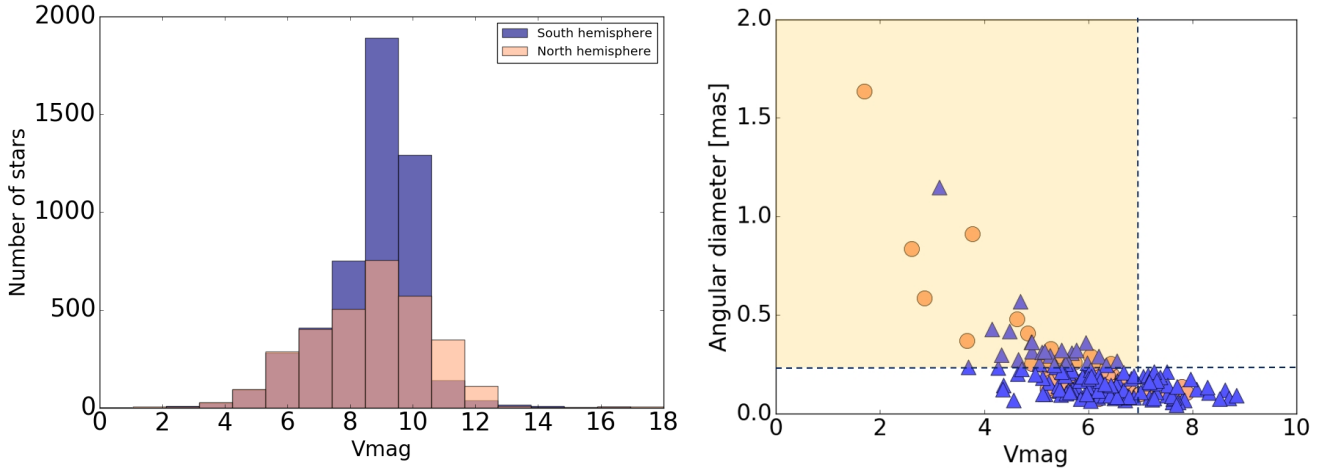 2000
1500
1000
500
0
Number of stars
South hemisphere
North hemisphere
0 2 4 6 8 10 12 14 16 18
Vmag
2.0
1.5
1.0
0.5
0.0
Angular diameter [mas]
0 2 4 6 8 10
Vmag